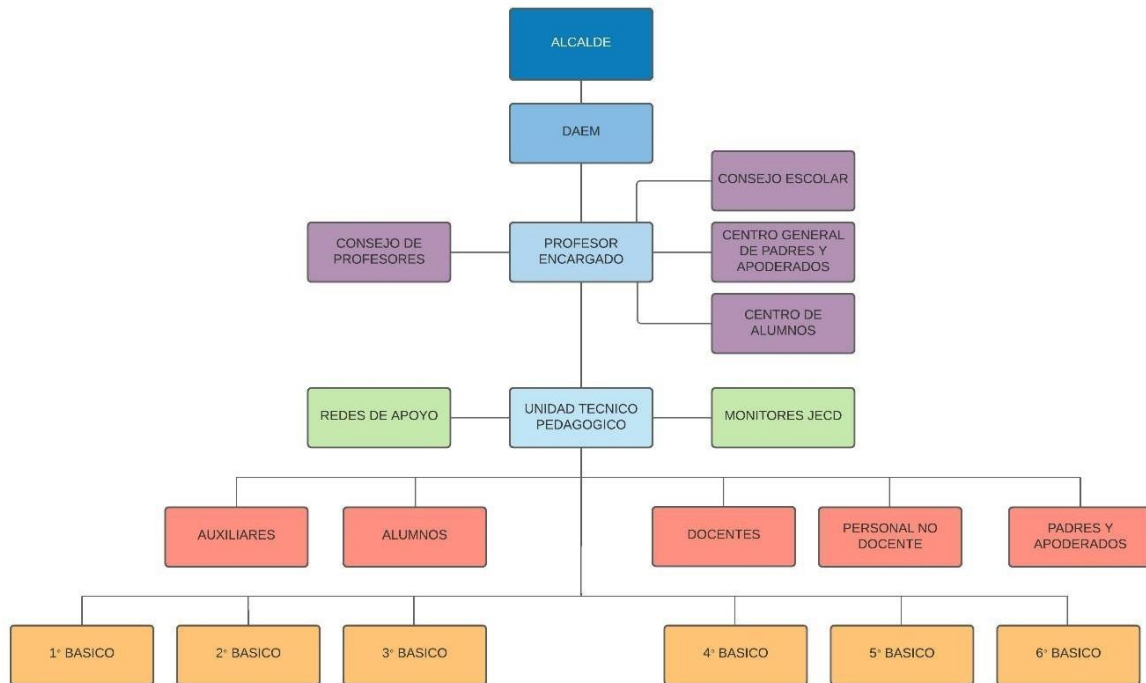 ALCALDE
DAEM
CONSEJO ESCOLAR
CONSEJO DE
PROFESORES
PROFESOR
ENCARGADO
CENTRO GENERAL
DE PADRES Y
APODERADOS
CENTRO DE
ALUMNOS
REDES DE APOYO
UNIDAD TECNICO
PEDAGOGICO
MONITORES JECD
AUXILIARES
ALUMNOS
DOCENTES
PERSONAL NO
DOCENTE
PADRES Y
APODERADOS
1° BASICO
2° BASICO
3° BASICO
4° BASICO
5° BASICO
6° BASICO